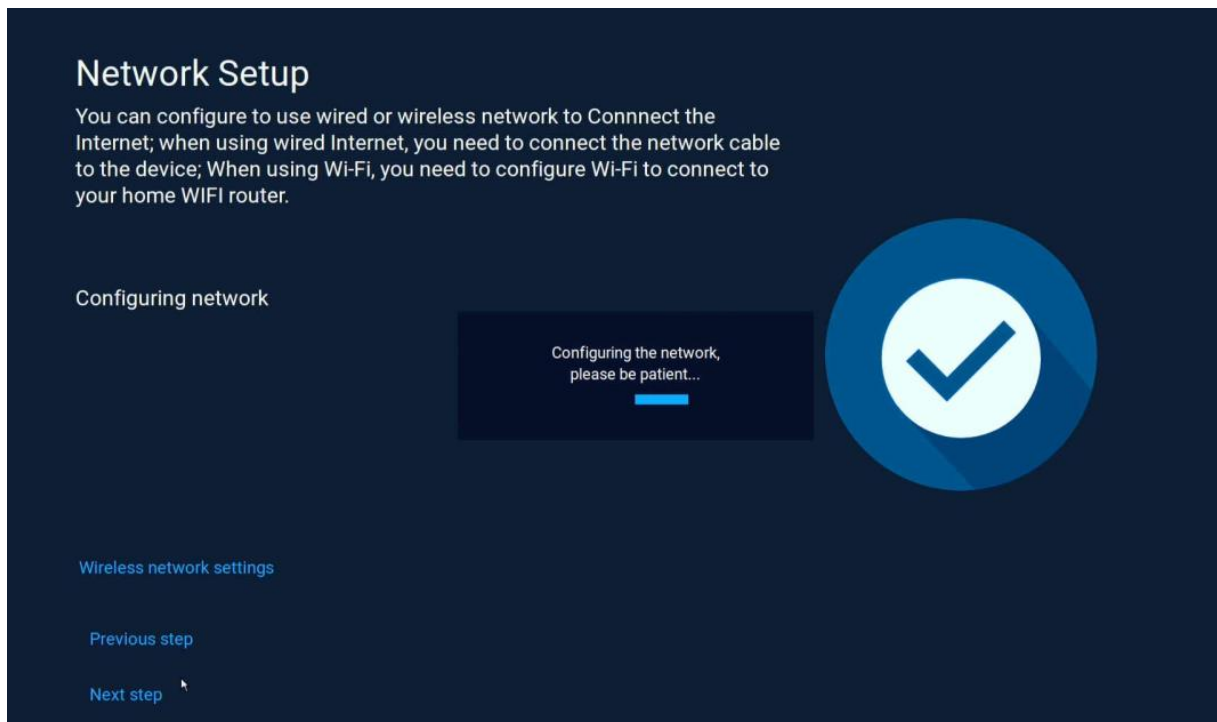 Network Setup
You can configure to use wired or wireless network to Connnect the
Internet; when using wired Internet, you need to connect the network cable
to the device; When using Wi-Fi, you need to configure Wi-Fi to connect to
your home WIFI router.
Configuring network
Configuring the network,
please be patient...
Wireless network settings
Previous step
Next step